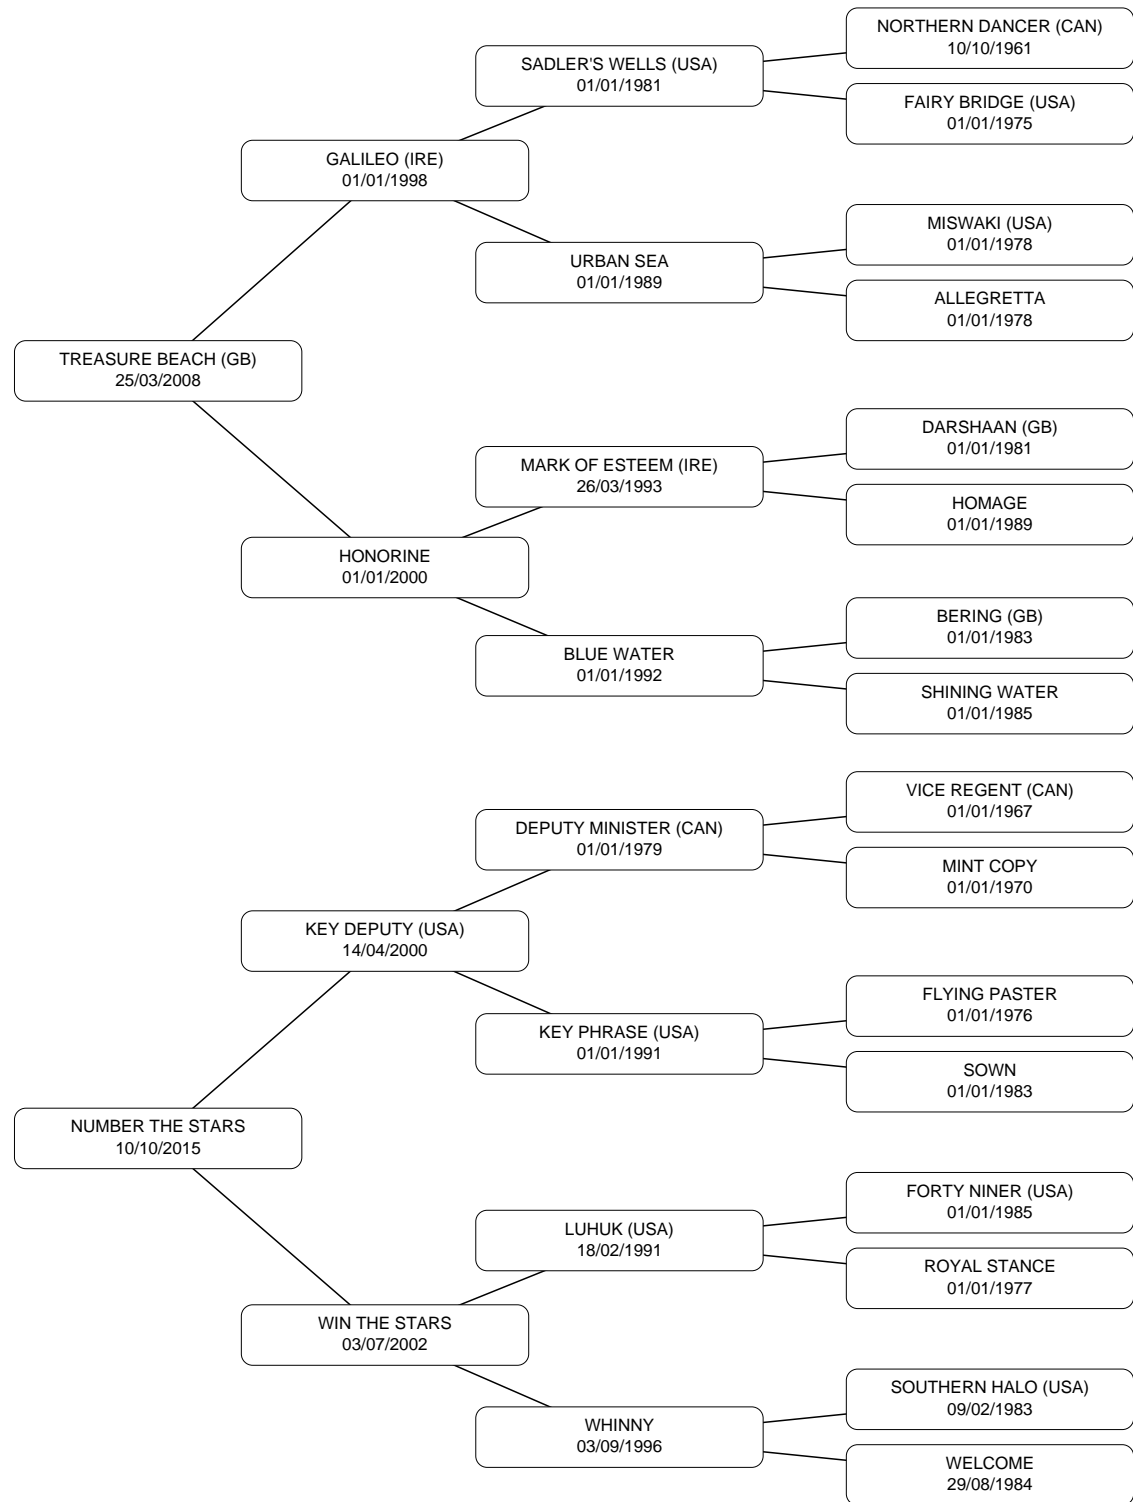 NORTHERN DANCER (CAN)
10/10/1961
SADLER'S WELLS (USA)
01/01/1981
FAIRY BRIDGE (USA)
01/01/1975
GALILEO (IRE)
01/01/1998
MISWAKI (USA)
01/01/1978
URBAN SEA
01/01/1989
ALLEGRETTA
01/01/1978
TREASURE BEACH (GB)
25/03/2008
DARSHAAN (GB)
01/01/1981
MARK OF ESTEEM (IRE)
26/03/1993
HOMAGE
01/01/1989
HONORINE
01/01/2000
BERING (GB)
01/01/1983
BLUE WATER
01/01/1992
SHINING WATER
01/01/1985
VICE REGENT (CAN)
01/01/1967
DEPUTY MINISTER (CAN)
01/01/1979
MINT COPY
01/01/1970
KEY DEPUTY (USA)
14/04/2000
FLYING PASTER
01/01/1976
KEY PHRASE (USA)
01/01/1991
SOWN
01/01/1983
NUMBER THE STARS
10/10/2015
FORTY NINER (USA)
01/01/1985
LUHUK (USA)
18/02/1991
ROYAL STANCE
01/01/1977
WIN THE STARS
03/07/2002
SOUTHERN HALO (USA)
09/02/1983
WHINNY
03/09/1996
WELCOME
29/08/1984